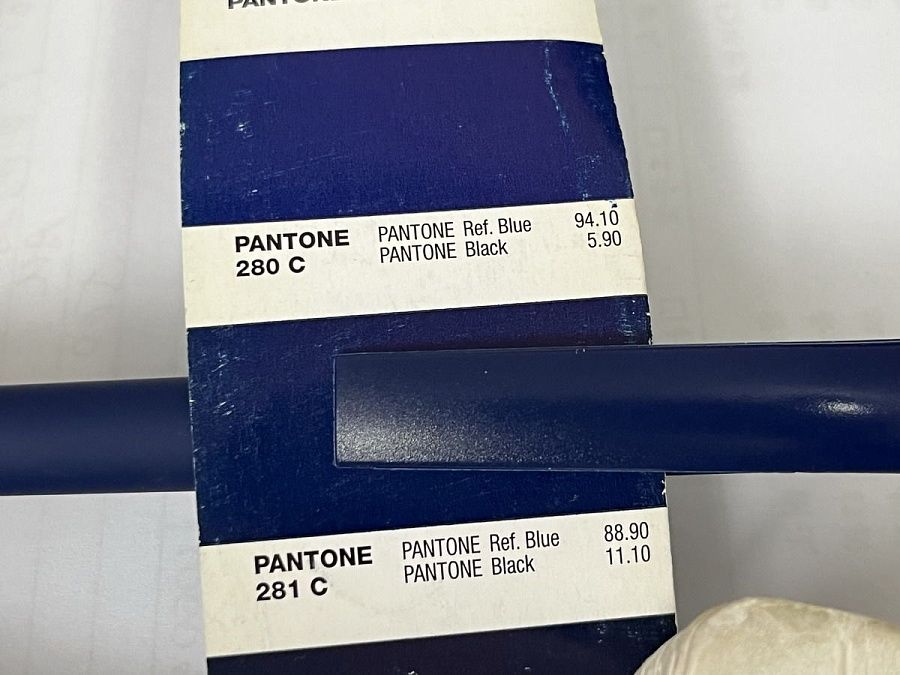 PANTONE
PANTONE Ref. Blue 94.10
280 C
PANTONE Black 5.90
PANTONE Ref. Blue 88.90
PANTONE
281 C
PANTONE Black 11.10